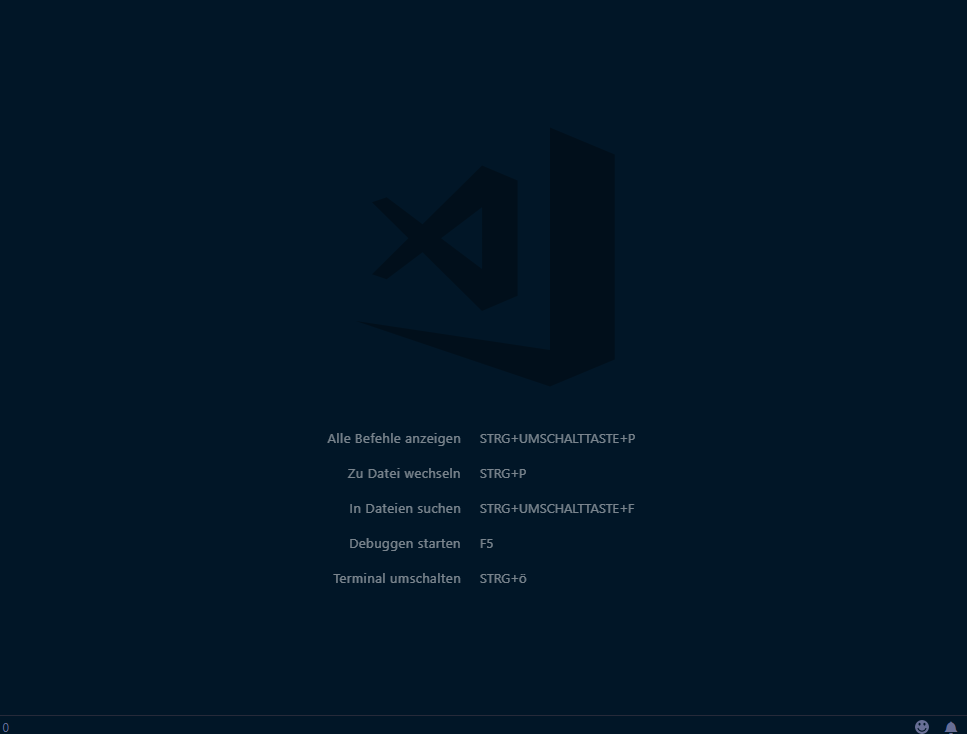 Alle Befehle anzeigen STRG+UMSCHALTTASTE+P
Zu Datei wechseln STRG+P
In Dateien suchen STRG+UMSCHALTTASTE+F
Debuggen starten F5
Terminal umschalten STRG+ö
0